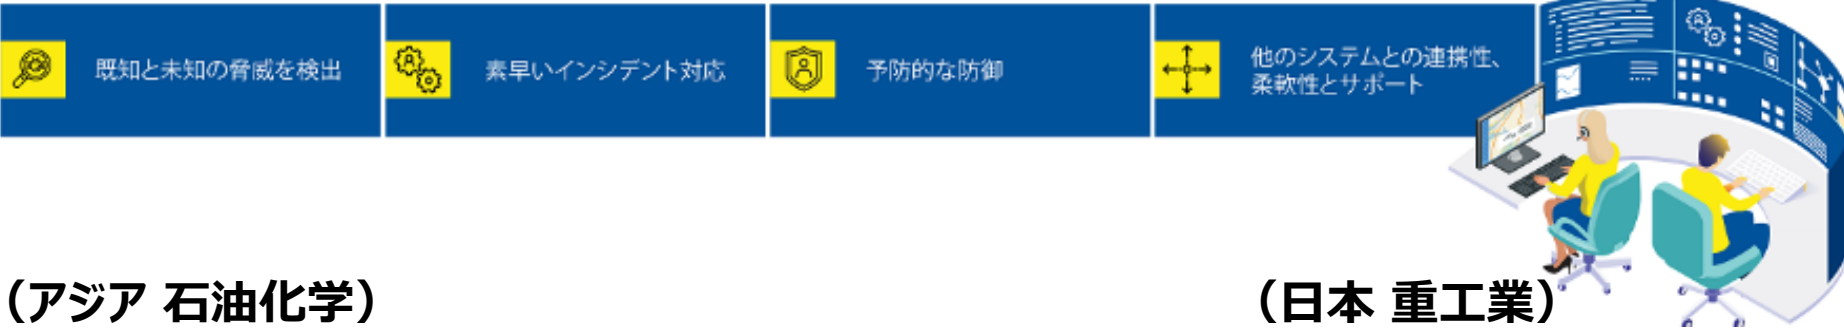 既知と未知の脅威を検出
素早いインシデント対応
予防的な防御
他のシステムとの連携性、
柔軟性とサポート
（アジア 石油化学）
（日本 重工業）